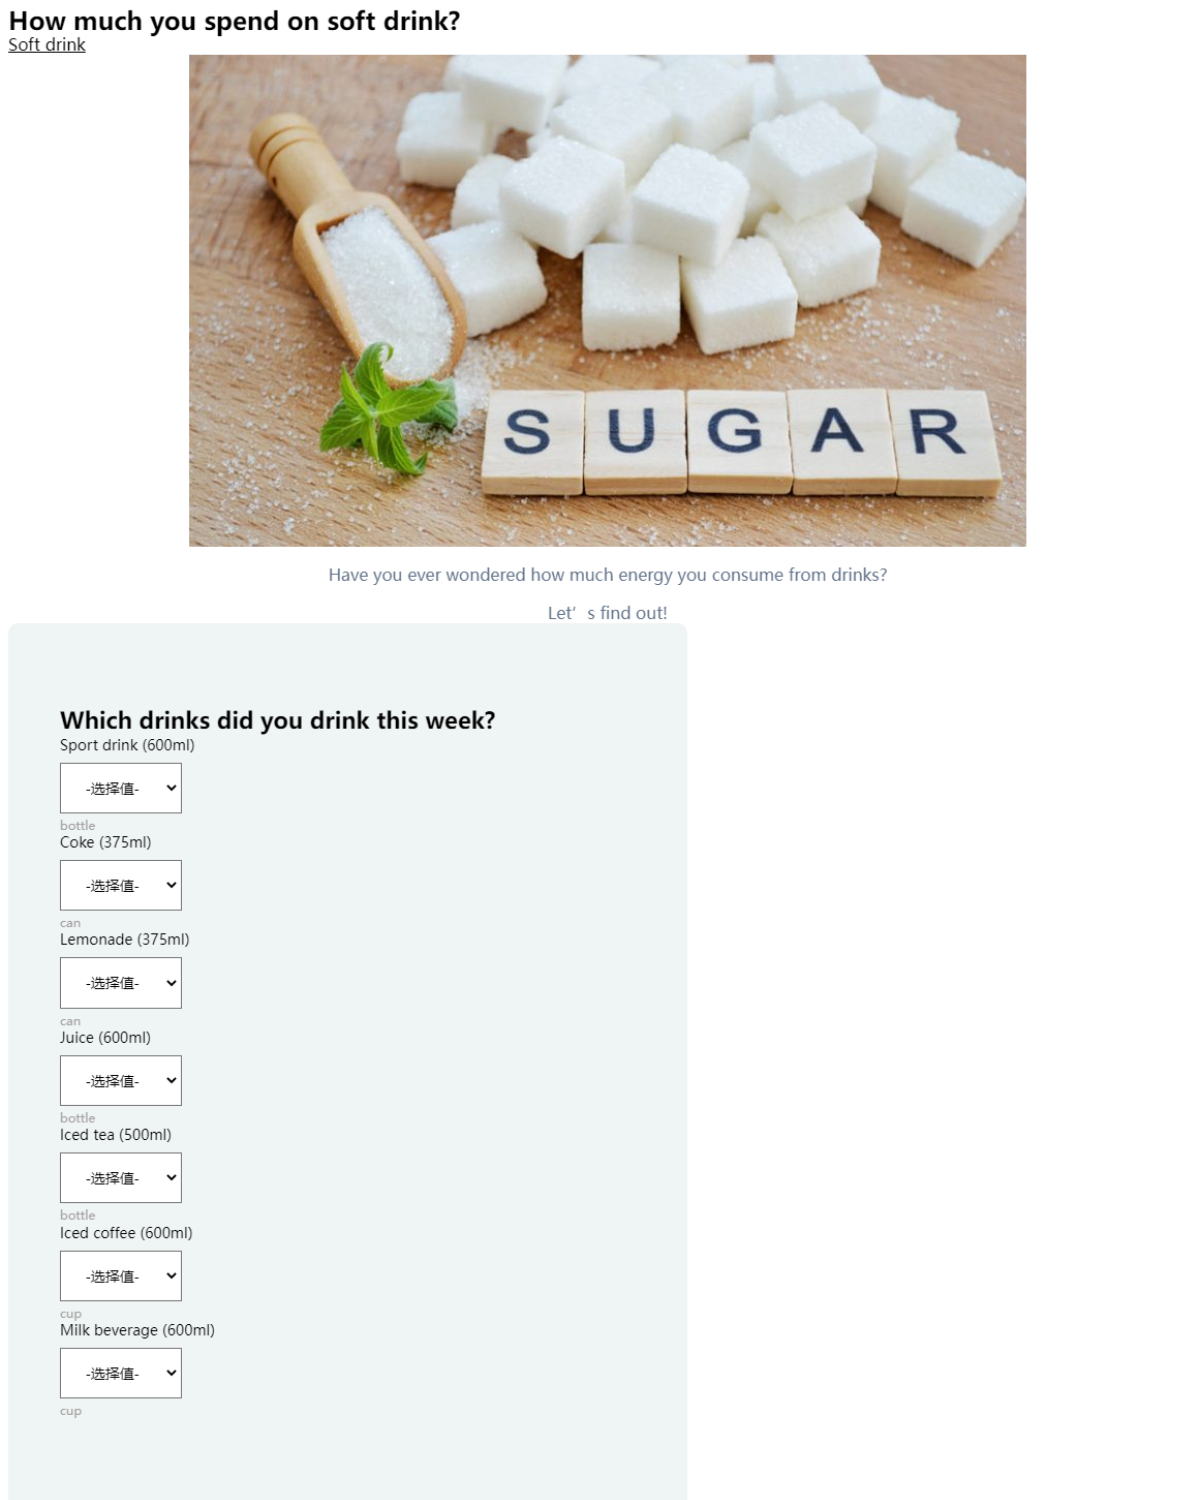 How much you spend on soft drink?
Soft drink
SUGAR
Have you ever wondered how much energy you consume from drinks?
Let’s find out!
Which drinks did you drink this week?
Sport drink (600ml)
-选择值-
bottle
Coke (375ml)
-选择值-
can
Lemonade (375ml)
-选择值-
can
Juice (600ml)
-选择值-
bottle
Iced tea (500ml)
-选择值-
bottle
Iced coffee (600ml)
-选择值-
cup
Milk beverage (600ml)
-选择值-
cup